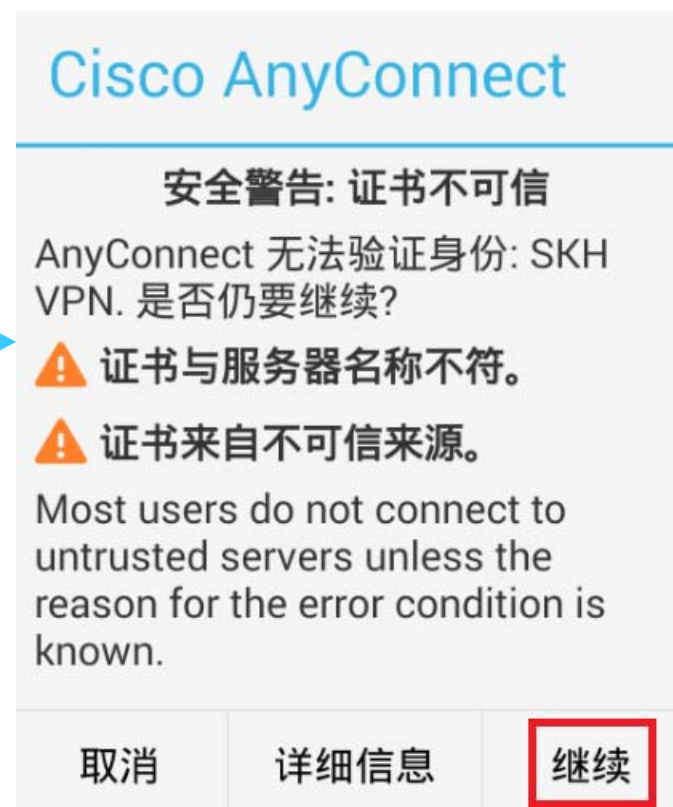 Cisco AnyConnect
安全警告: 证书不可信
AnyConnect 无法验证身份: SKH
VPN. 是否仍要继续?
证书与服务器名称不符。
证书来自不可信来源。
Most users do not connect to
untrusted servers unless the
reason for the error condition is
known.
取消 详细信息 继续